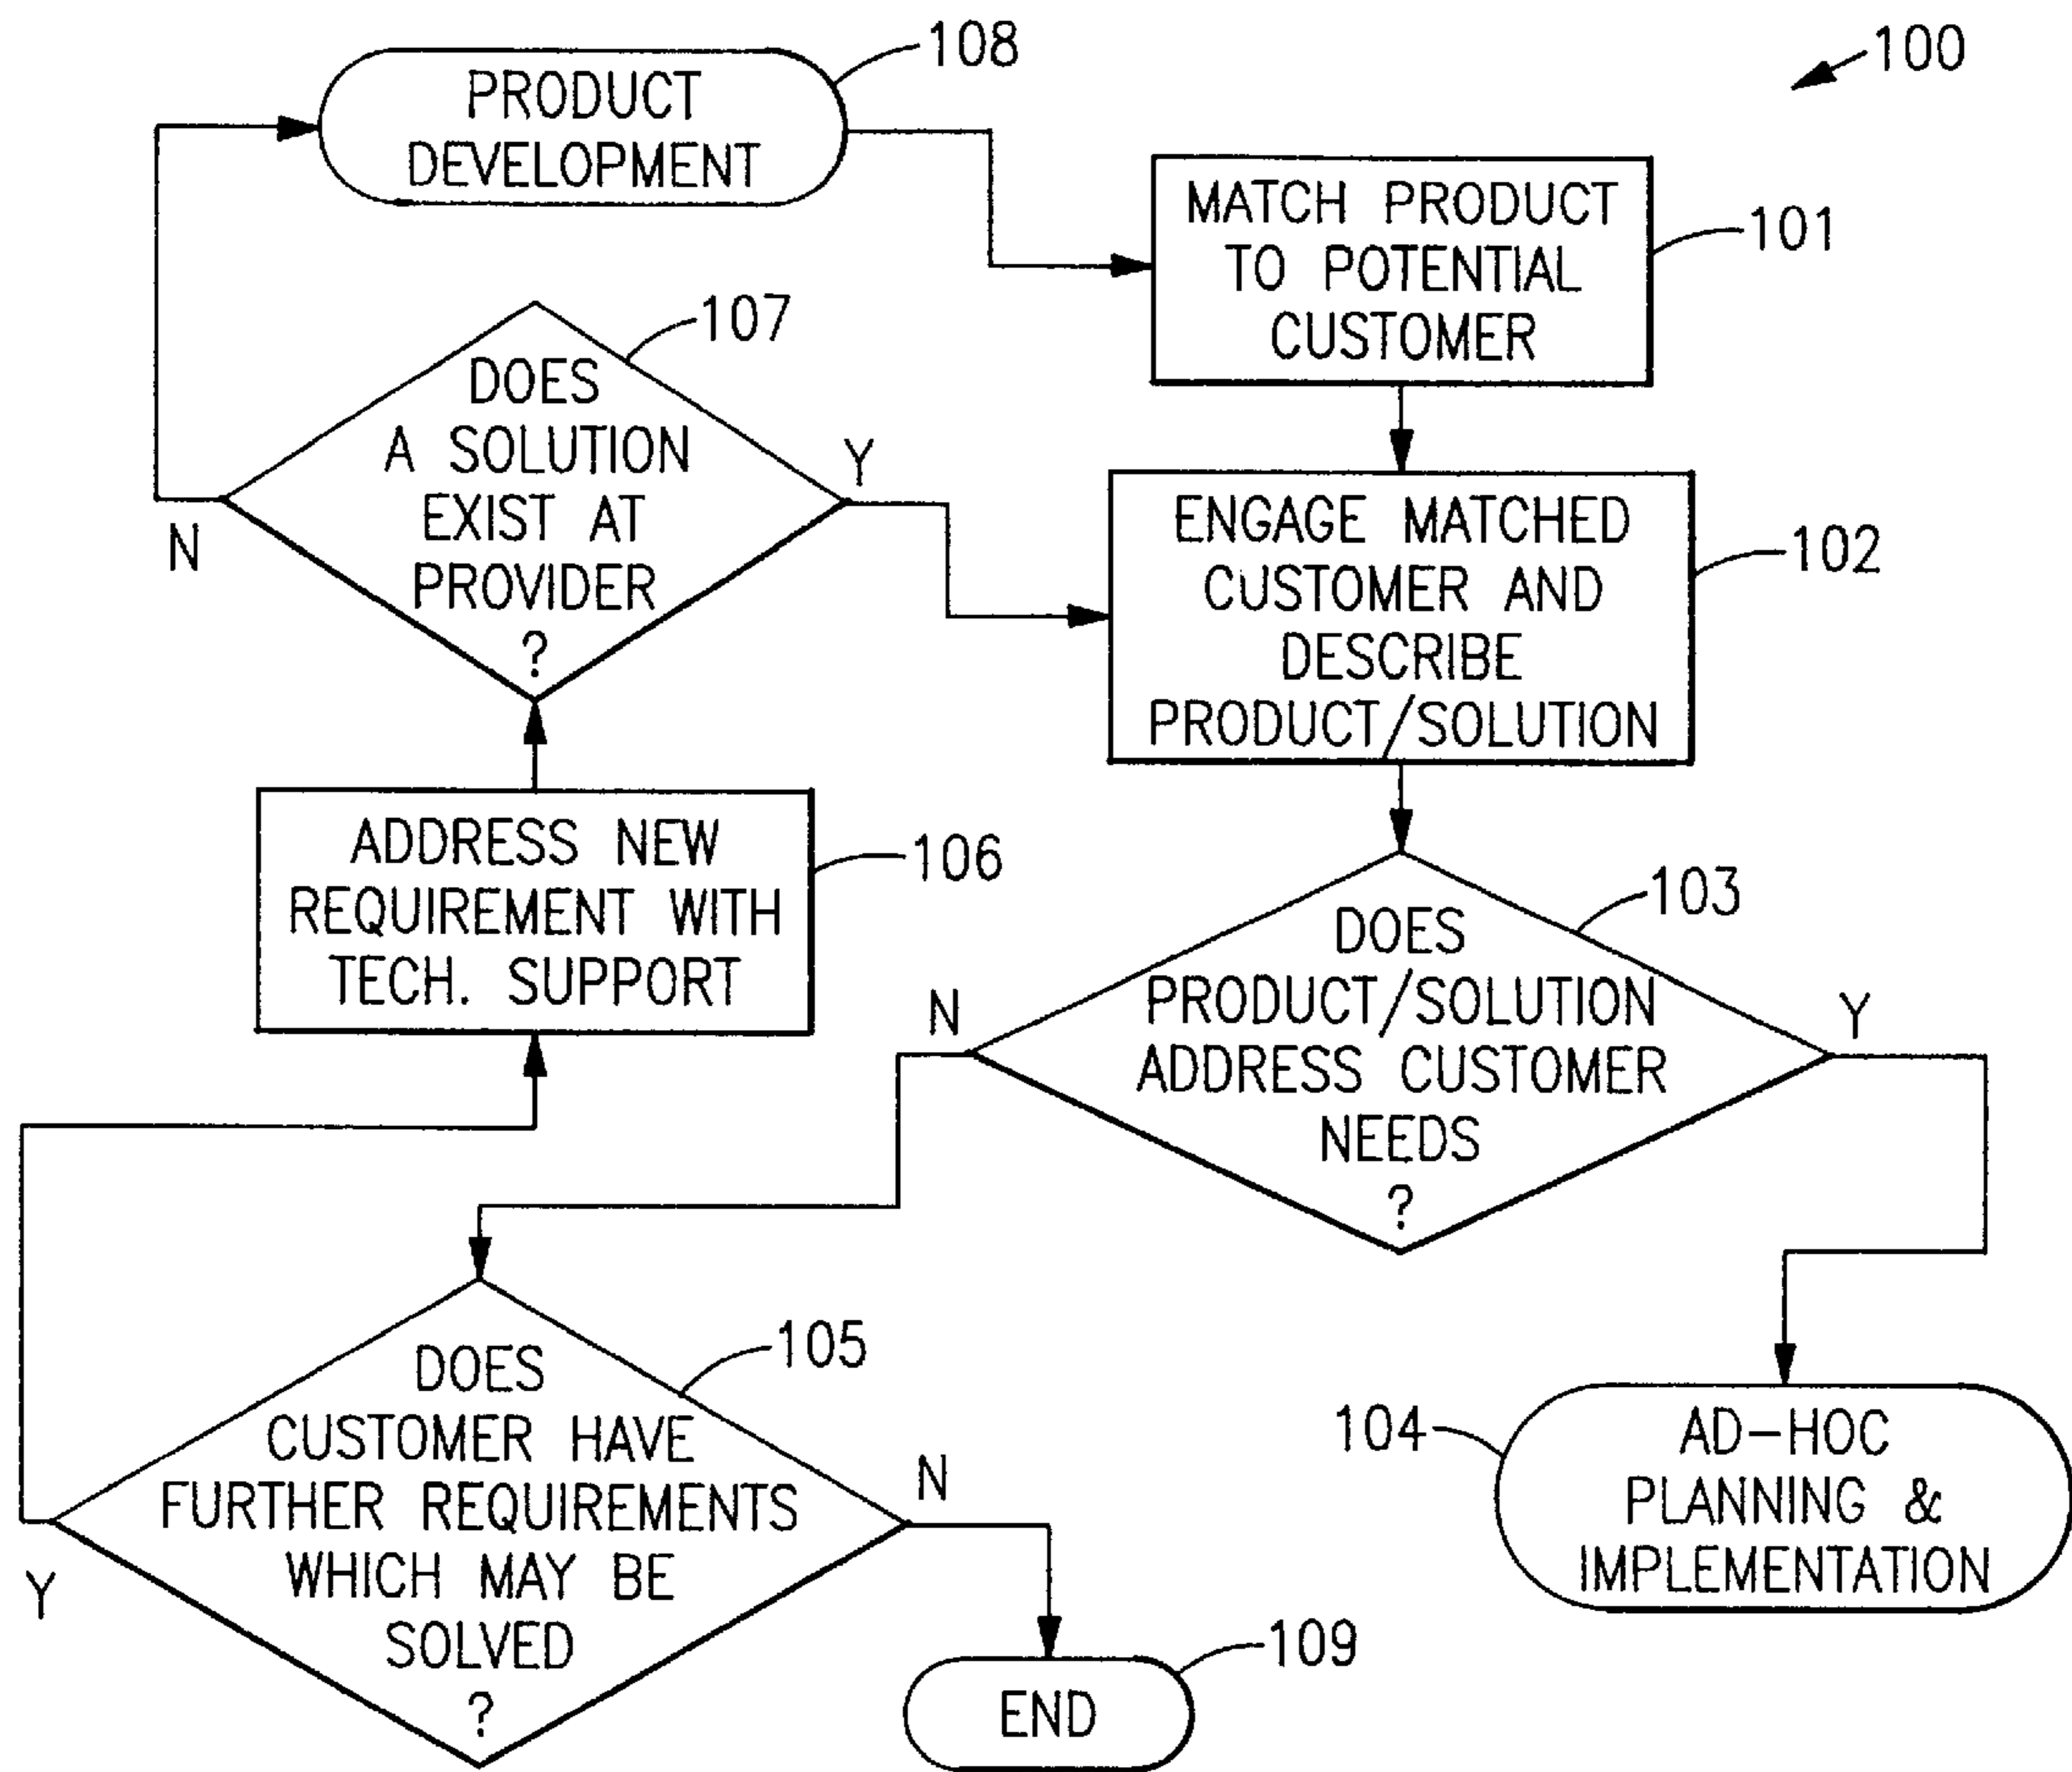 108
100
PRODUCT
DEVELOPMENT
MATCH PRODUCT
TO POTENTIAL
CUSTOMER
101
107
DOES
A SOLUTION
EXIST AT
PROVIDER
?
Y
N
ENGAGE MATCHED
CUSTOMER AND
DESCRIBE
PRODUCT/SOLUTION
102
ADDRESS NEW
REQUIREMENT WITH
TECH. SUPPORT
106
103
DOES
PRODUCT/SOLUTION
ADDRESS CUSTOMER
NEEDS
?
N
Y
105
DOES
CUSTOMER HAVE
FURTHER REQUIREMENTS
WHICH MAY BE
SOLVED
?
N
Y
104
AD-HOC
PLANNING &
IMPLEMENTATION
109
END